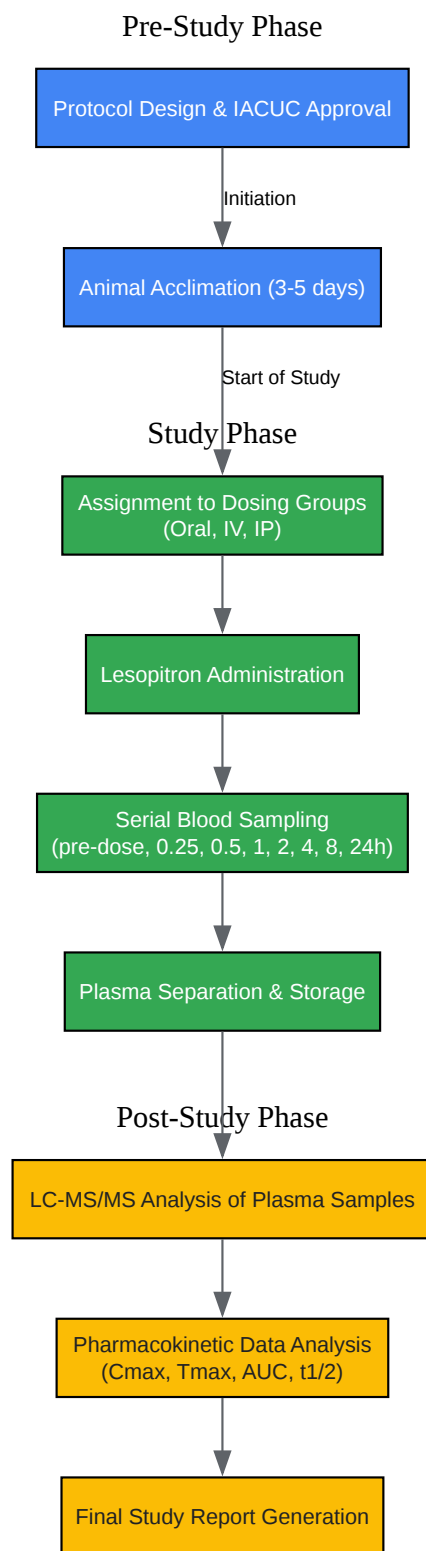 Pre-Study Phase
Protocol Design & IACUC Approval
Initiation
Animal Acclimation (3-5 days)
Start of Study
Study Phase
Assignment to Dosing Groups
(Oral, IV, IP)
Lesopitron Administration
Serial Blood Sampling
(pre-dose, 0.25, 0.5, 1, 2, 4, 8, 24h)
Plasma Separation & Storage
Post-Study Phase
LC-MS/MS Analysis of Plasma Samples
Pharmacokinetic Data Analysis
(Cmax, Tmax, AUC, t1/2)
Final Study Report Generation